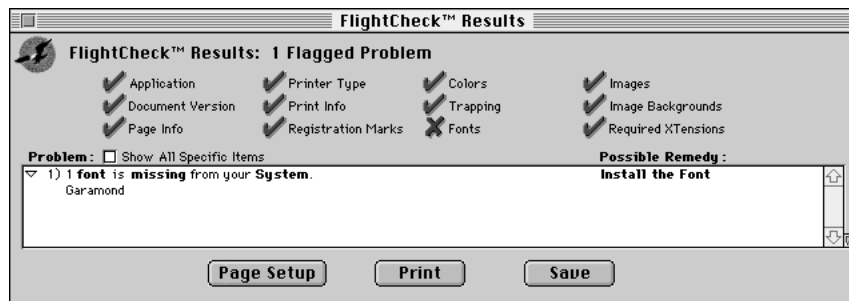 FlightCheck™ Results
FlightCheck™ Results: 1 Flagged Problem
Application Printer Type Colors Images
Document Version Print Info Trapping Image Backgrounds
Page Info Registration Marks Fonts Required XTensions
Problem: Show All Specific Items Possible Remedy:
1) 1 font is missing from your System. Install the Font
Garamond
Page Setup Print Save